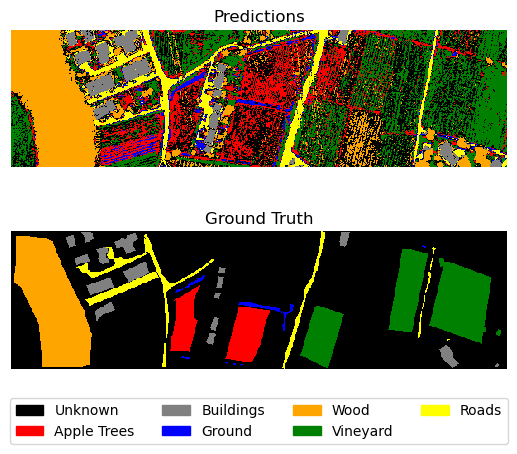 Predictions
Ground Truth
Unknown Buildings Wood Roads
Apple Trees Ground Vineyard